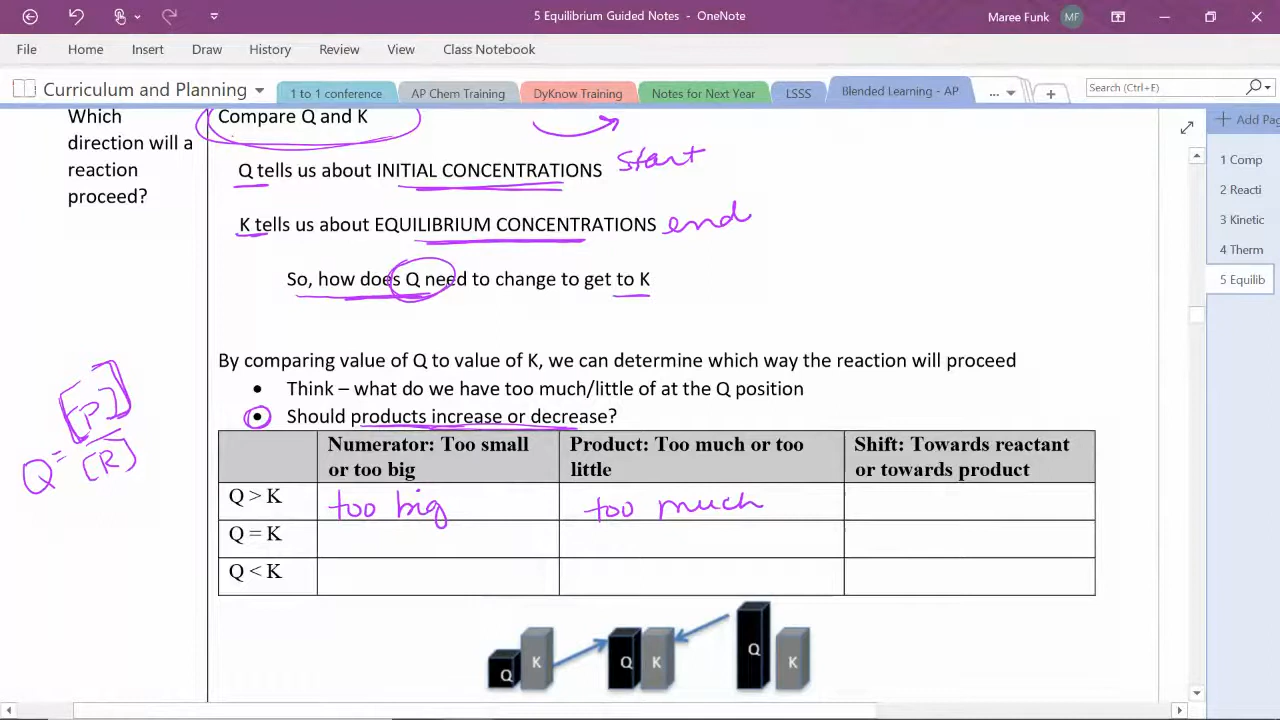 5 Equilibrium Guided Notes - OneNote
Maree Funk MF
File Home Insert Draw History Review View Class Notebook
Curriculum and Planning 1 to 1 conference AP Chem Training DyKnow Training Notes for Next Year LSSS Blended Learning - AP ... + Search (Ctrl+E)
Add Pag
1 Comp
2 Reacti
3 Kinetic
4 Therm
5 Equilib
Which
direction will a
reaction
proceed?
Compare Q and K
Q tells us about INITIAL CONCENTRATIONS start
K tells us about EQUILIBRIUM CONCENTRATIONS end
So, how does Q need to change to get to K
By comparing value of Q to value of K, we can determine which way the reaction will proceed
• Think – what do we have too much/little of at the Q position
• Should products increase or decrease?
[P]
Q = [R]
Numerator: Too small
or too big
Product: Too much or too
little
Shift: Towards reactant
or towards product
Q > K too big too much
Q = K
Q < K
Q K Q K Q K